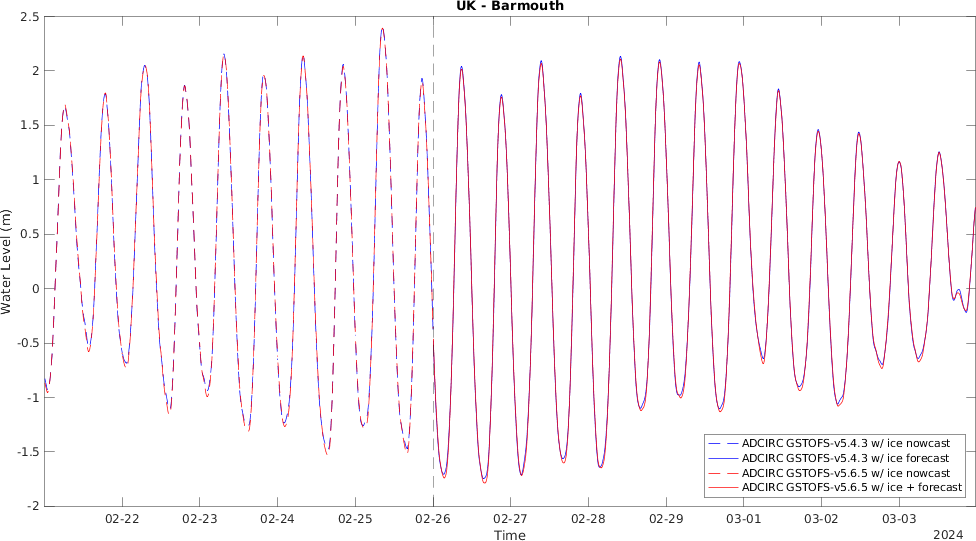 UK - Barmouth
2.5
2
1.5
1
0.5
0
-0.5
-1
-1.5
-2
Water Level (m)
ADCIRC GSTOFS-v5.4.3 w/ ice nowcast
ADCIRC GSTOFS-v5.4.3 w/ ice forecast
ADCIRC GSTOFS-v5.6.5 w/ ice nowcast
ADCIRC GSTOFS-v5.6.5 w/ ice + forecast
02-22 02-23 02-24 02-25 02-26 02-27 02-28 02-29 03-01 03-02 03-03
Time
2024